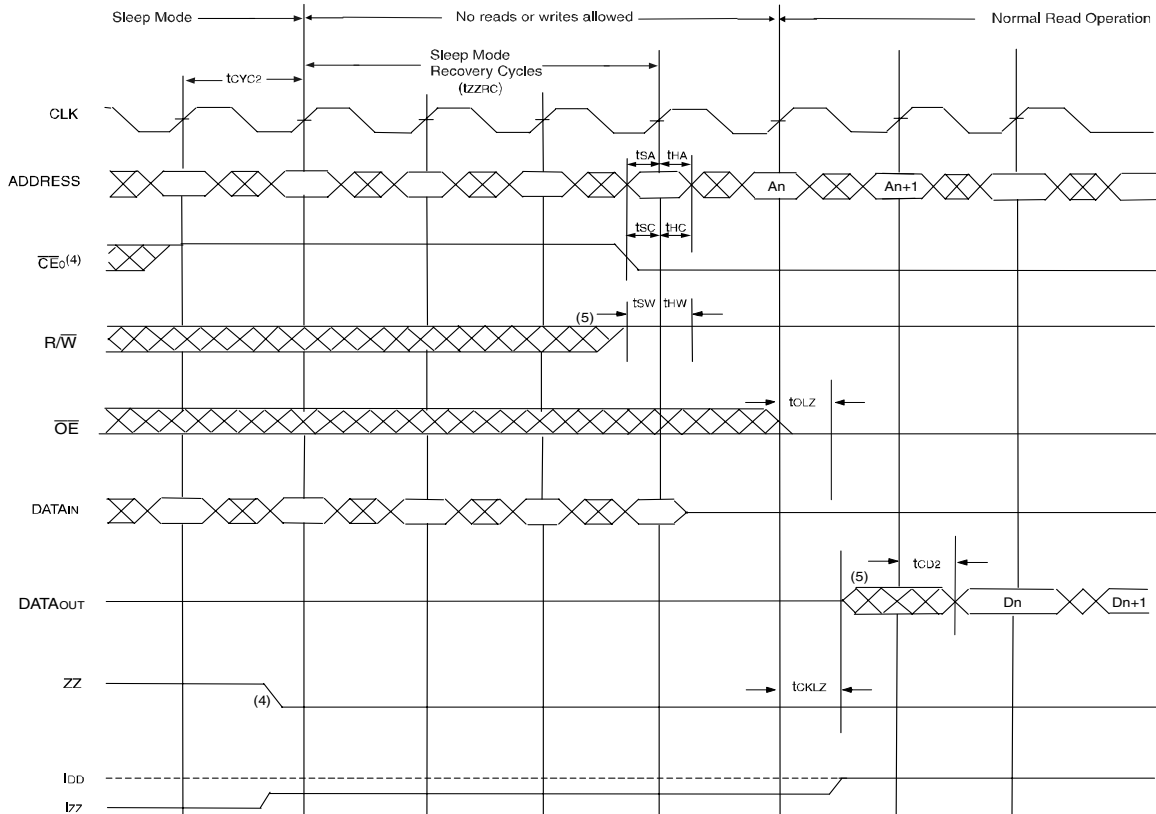 Sleep Mode
No reads or writes allowed
Normal Read Operation
Sleep Mode
Recovery Cycles
(tZZRC)
tCYC2
CLK
tSA
tHA
ADDRESS
An
An+1
tSC
tHC
CE0(4)
tSW
tHW
(5)
R/W
tOLZ
OE
DATAIN
tCD2
(5)
DATAOUT
Dn
Dn+1
ZZ
(4)
tCKLZ
IDD
IZZ